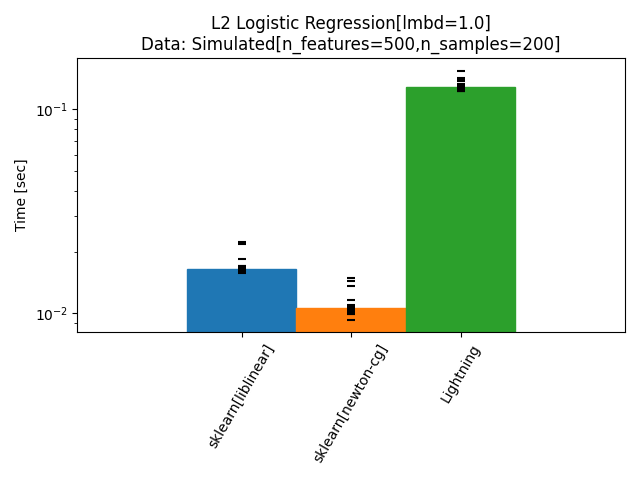 L2 Logistic Regression[lmbd=1.0]
Data: Simulated[n_features=500,n_samples=200]
Time [sec]
10⁻¹
10⁻²
sklearn[liblinear]
sklearn[newton-cg]
Lightning